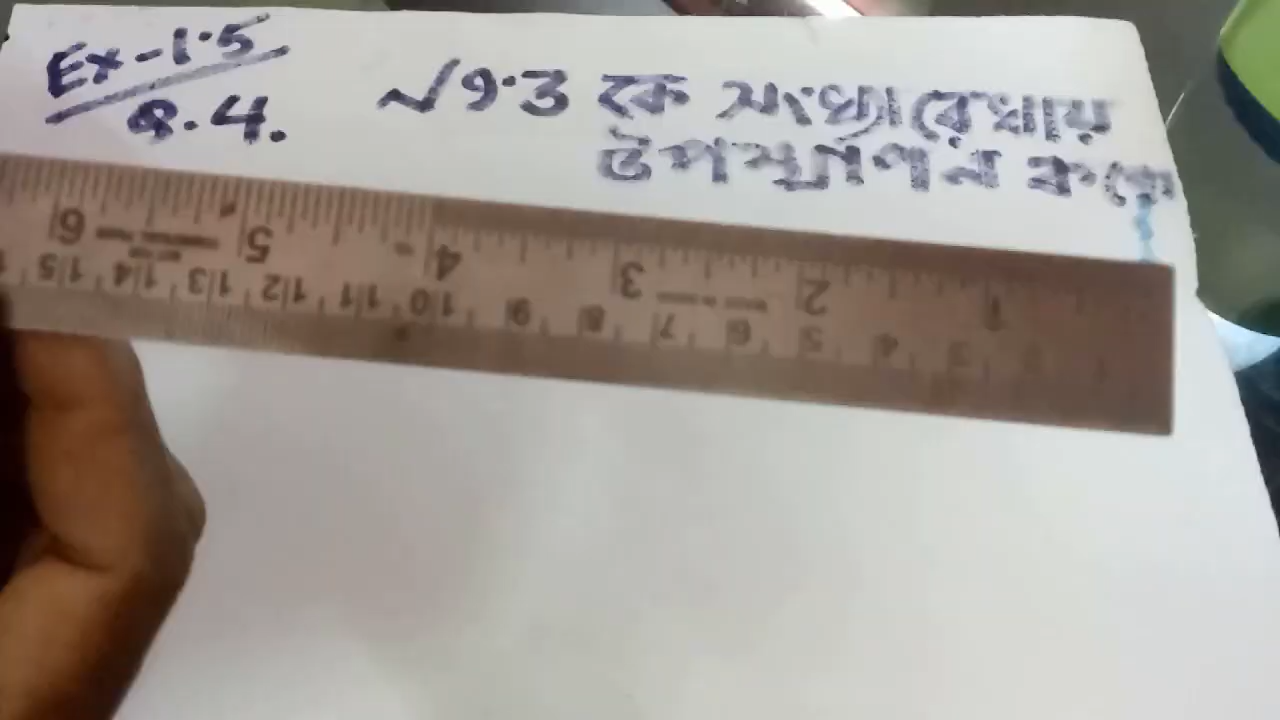 Ex-1.5
Q.4.
√9.3 কে সংখ্যারেখায়
উপস্থাপন করো
6 5 4 3 2 1
15 14 13 12 11 10 9 8 7 6 5 4 3